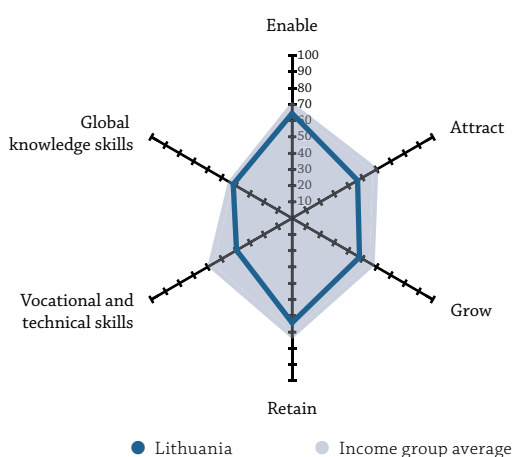 Enable
100
90
80
70
60
50
40
30
20
10
Attract
Global
knowledge skills
Vocational and
technical skills
Grow
Retain
Lithuania
Income group average